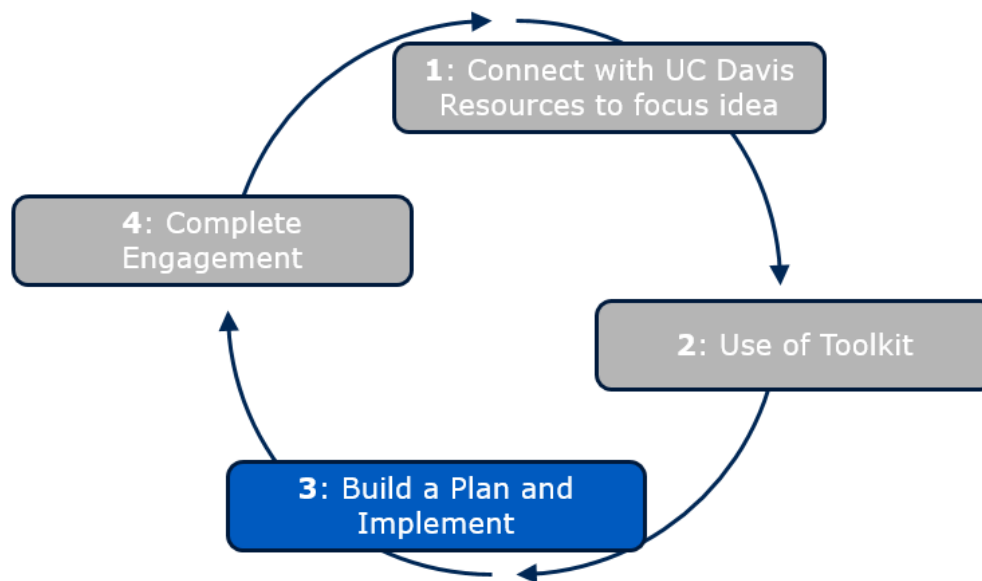 1: Connect with UC Davis
Resources to focus idea
2: Use of Toolkit
3: Build a Plan and
Implement
4: Complete
Engagement